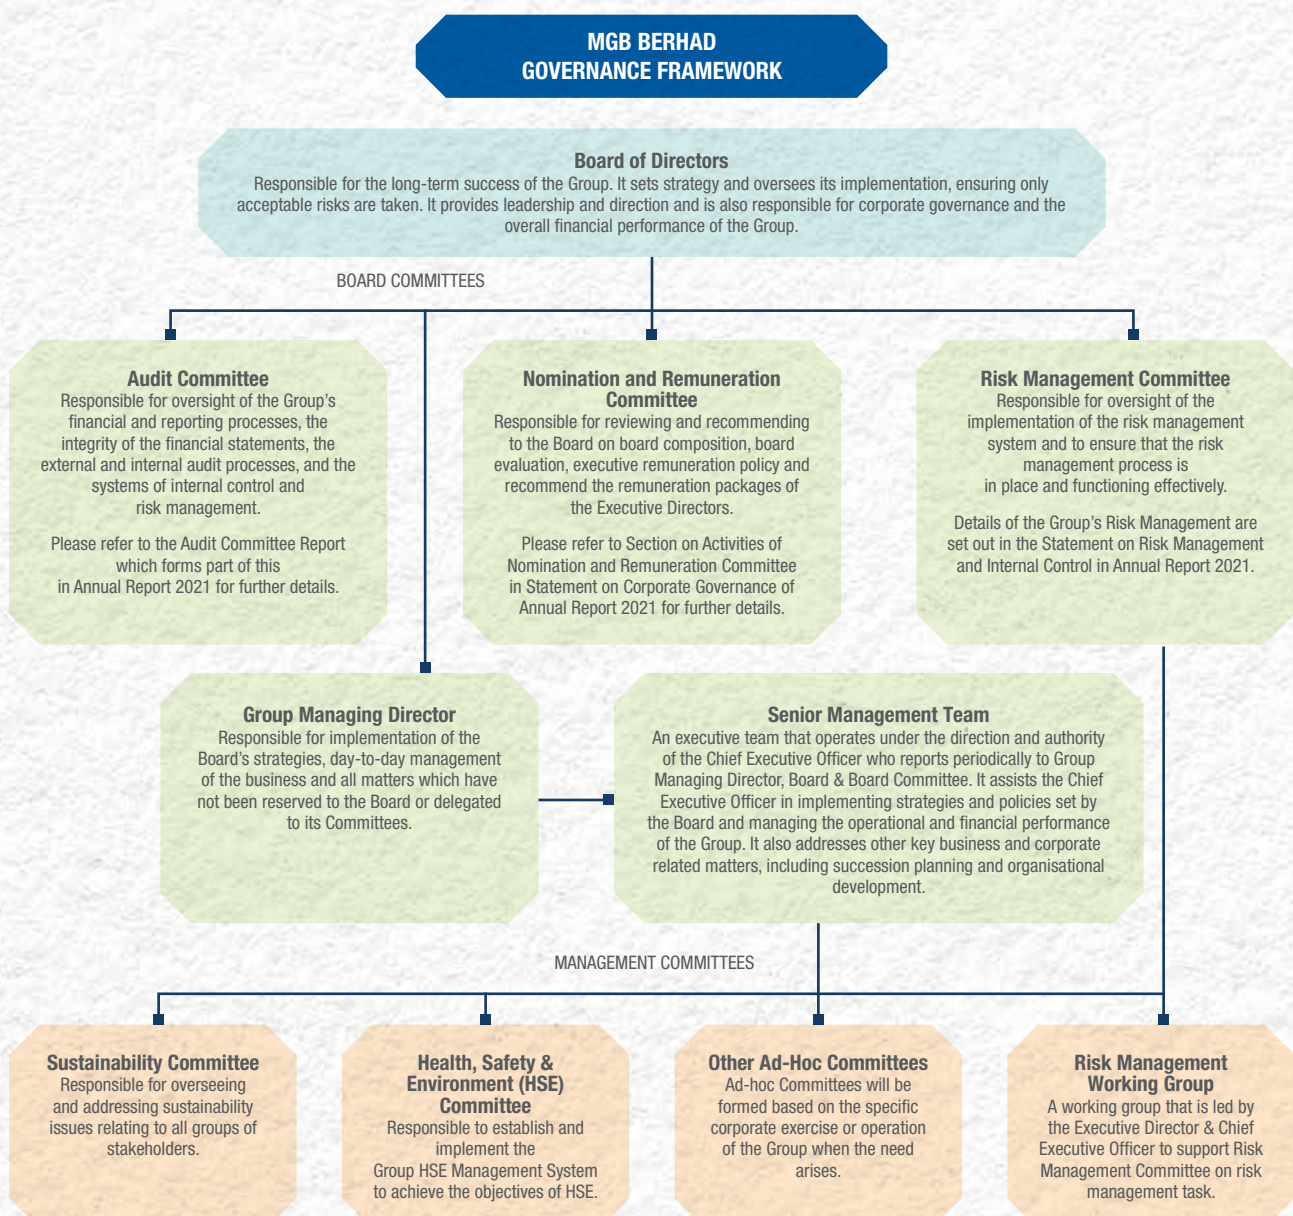 MGB BERHAD
GOVERNANCE FRAMEWORK
Board of Directors
Responsible for the long-term success of the Group. It sets strategy and oversees its implementation, ensuring only
acceptable risks are taken. It provides leadership and direction and is also responsible for corporate governance and the
overall financial performance of the Group.
BOARD COMMITTEES
Audit Committee
Responsible for oversight of the Group's
financial and reporting processes, the
integrity of the financial statements, the
external and internal audit processes, and the
systems of internal control and
risk management.
Please refer to the Audit Committee Report
which forms part of this
in Annual Report 2021 for further details.
Nomination and Remuneration
Committee
Responsible for reviewing and recommending
to the Board on board composition, board
evaluation, executive remuneration policy and
recommend the remuneration packages of
the Executive Directors.
Please refer to Section on Activities of
Nomination and Remuneration Committee
in Statement on Corporate Governance of
Annual Report 2021 for further details.
Risk Management Committee
Responsible for oversight of the
implementation of the risk management
system and to ensure that the risk
management process is
in place and functioning effectively.
Details of the Group's Risk Management are
set out in the Statement on Risk Management
and Internal Control in Annual Report 2021.
Group Managing Director
Responsible for implementation of the
Board's strategies, day-to-day management
of the business and all matters which have
not been reserved to the Board or delegated
to its Committees.
Senior Management Team
An executive team that operates under the direction and authority
of the Chief Executive Officer who reports periodically to Group
Managing Director, Board & Board Committee. It assists the Chief
Executive Officer in implementing strategies and policies set by
the Board and managing the operational and financial performance
of the Group. It also addresses other key business and corporate
related matters, including succession planning and organisational
development.
MANAGEMENT COMMITTEES
Sustainability Committee
Responsible for overseeing
and addressing sustainability
issues relating to all groups of
stakeholders.
Health, Safety &
Environment (HSE)
Committee
Responsible to establish and
implement the
Group HSE Management System
to achieve the objectives of HSE.
Other Ad-Hoc Committees
Ad-hoc Committees will be
formed based on the specific
corporate exercise or operation
of the Group when the need
arises.
Risk Management
Working Group
A working group that is led by
the Executive Director & Chief
Executive Officer to support Risk
Management Committee on risk
management task.